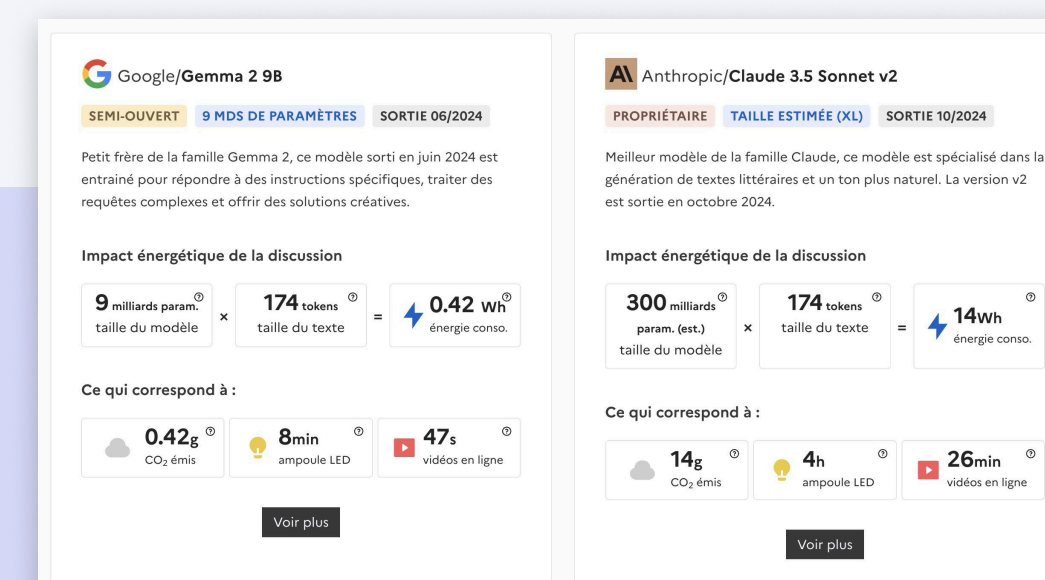 Google/Gemma 2 9B
SEMI-OUVERT 9 MDS DE PARAMÈTRES SORTIE 06/2024
Petit frère de la famille Gemma 2, ce modèle sorti en juin 2024 est
entrainé pour répondre à des instructions spécifiques, traiter des
requêtes complexes et offrir des solutions créatives.
Impact énergétique de la discussion
9 milliards param.
taille du modèle
×
174 tokens
taille du texte
=
0.42 Wh
énergie conso.
Ce qui correspond à :
0.42g
CO₂ émis
8min
ampoule LED
47s
vidéos en ligne
Voir plus
Anthropic/Claude 3.5 Sonnet v2
PROPRIÉTAIRE TAILLE ESTIMÉE (XL) SORTIE 10/2024
Meilleur modèle de la famille Claude, ce modèle est spécialisé dans la
génération de textes littéraires et un ton plus naturel. La version v2
est sortie en octobre 2024.
Impact énergétique de la discussion
300 milliards
param. (est.)
taille du modèle
×
174 tokens
taille du texte
=
14Wh
énergie conso.
Ce qui correspond à :
14g
CO₂ émis
4h
ampoule LED
26min
vidéos en ligne
Voir plus